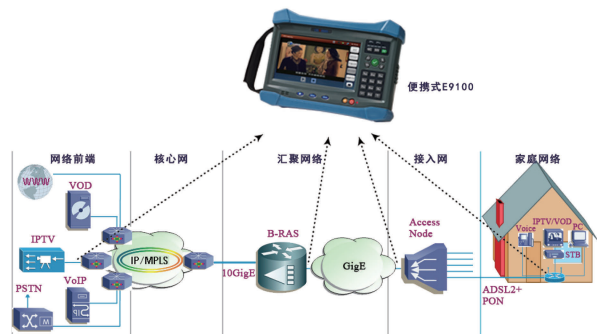 便携式E9100
网络前端
核心网
汇聚网络
接入网
家庭网络
WWW
VOD
IPTV
PSTN
VoIP
SIP
IP/MPLS
10GigE
B-RAS
GigE
Access
Node
ADSL2+
PON
Voice
IPTV/VOD
PC
STB